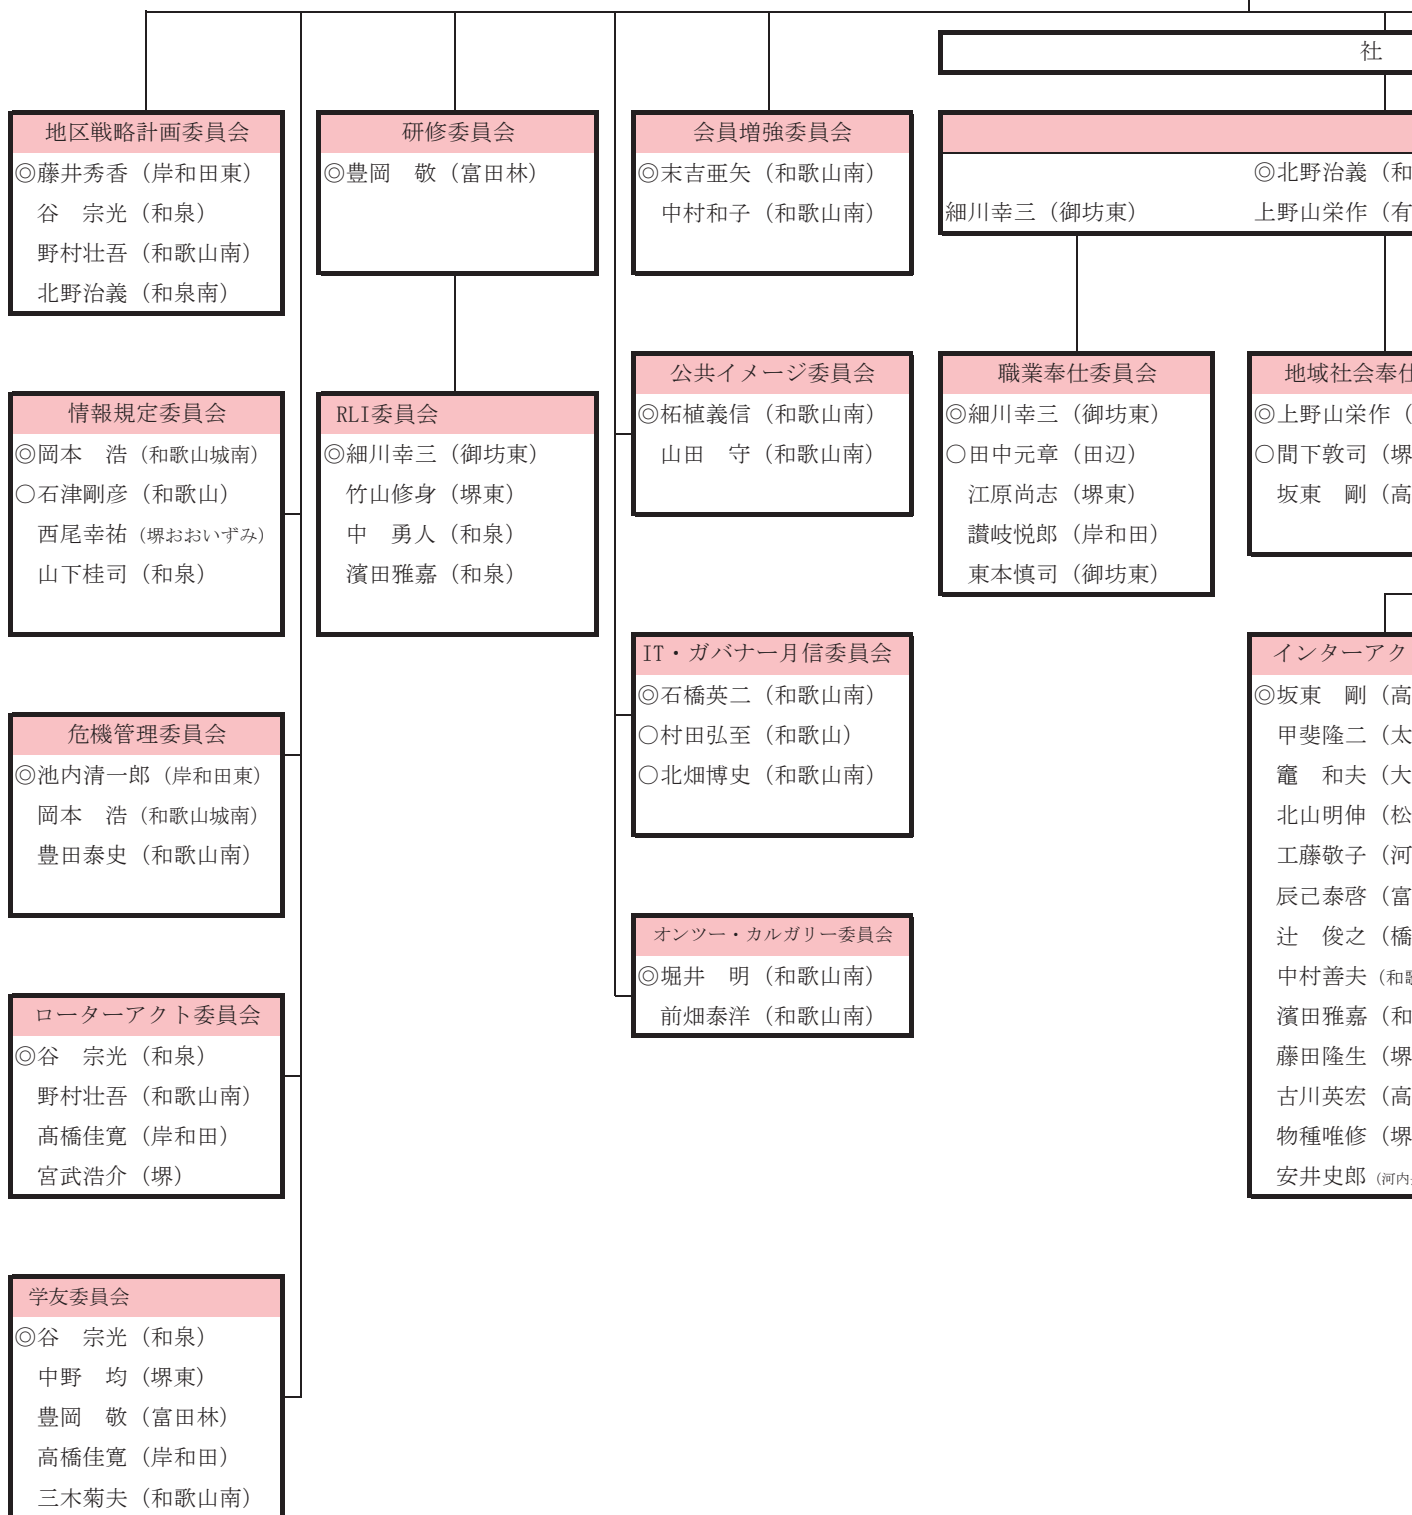 社
地区戦略計画委員会
◎藤井秀香（岸和田東）
谷　宗光（和泉）
野村壮吾（和歌山南）
北野治義（和泉南）
研修委員会
◎豊岡　敬（富田林）
会員増強委員会
◎末吉亜矢（和歌山南）
中村和子（和歌山南）
◎北野治義（和
細川幸三（御坊東）
上野山栄作（有
情報規定委員会
◎岡本　浩（和歌山城南）
○石津剛彦（和歌山）
西尾幸祐（堺おおいずみ）
山下桂司（和泉）
RLI委員会
◎細川幸三（御坊東）
竹山修身（堺東）
中　勇人（和泉）
濱田雅嘉（和泉）
公共イメージ委員会
◎柘植義信（和歌山南）
山田　守（和歌山南）
職業奉仕委員会
◎細川幸三（御坊東）
○田中元章（田辺）
江原尚志（堺東）
讃岐悦郎（岸和田）
東本慎司（御坊東）
地域社会奉仕
◎上野山栄作（
○間下敦司（堺
坂東　剛（高
危機管理委員会
◎池内清一郎（岸和田東）
岡本　浩（和歌山城南）
豊田泰史（和歌山南）
IT・ガバナー月信委員会
◎石橋英二（和歌山南）
○村田弘至（和歌山）
○北畑博史（和歌山南）
インターアク
◎坂東　剛（高
甲斐隆二（太
竈　和夫（大
北山明伸（松
工藤敬子（河
辰己泰啓（富
辻　俊之（橋
中村善夫（和歌
濱田雅嘉（和
藤田隆生（堺
古川英宏（高
物種唯修（堺
安井史郎（河内
オンツー・カルガリー委員会
◎堀井　明（和歌山南）
前畑泰洋（和歌山南）
ローターアクト委員会
◎谷　宗光（和泉）
野村壮吾（和歌山南）
髙橋佳寛（岸和田）
宮武浩介（堺）
学友委員会
◎谷　宗光（和泉）
中野　均（堺東）
豊岡　敬（富田林）
高橋佳寛（岸和田）
三木菊夫（和歌山南）